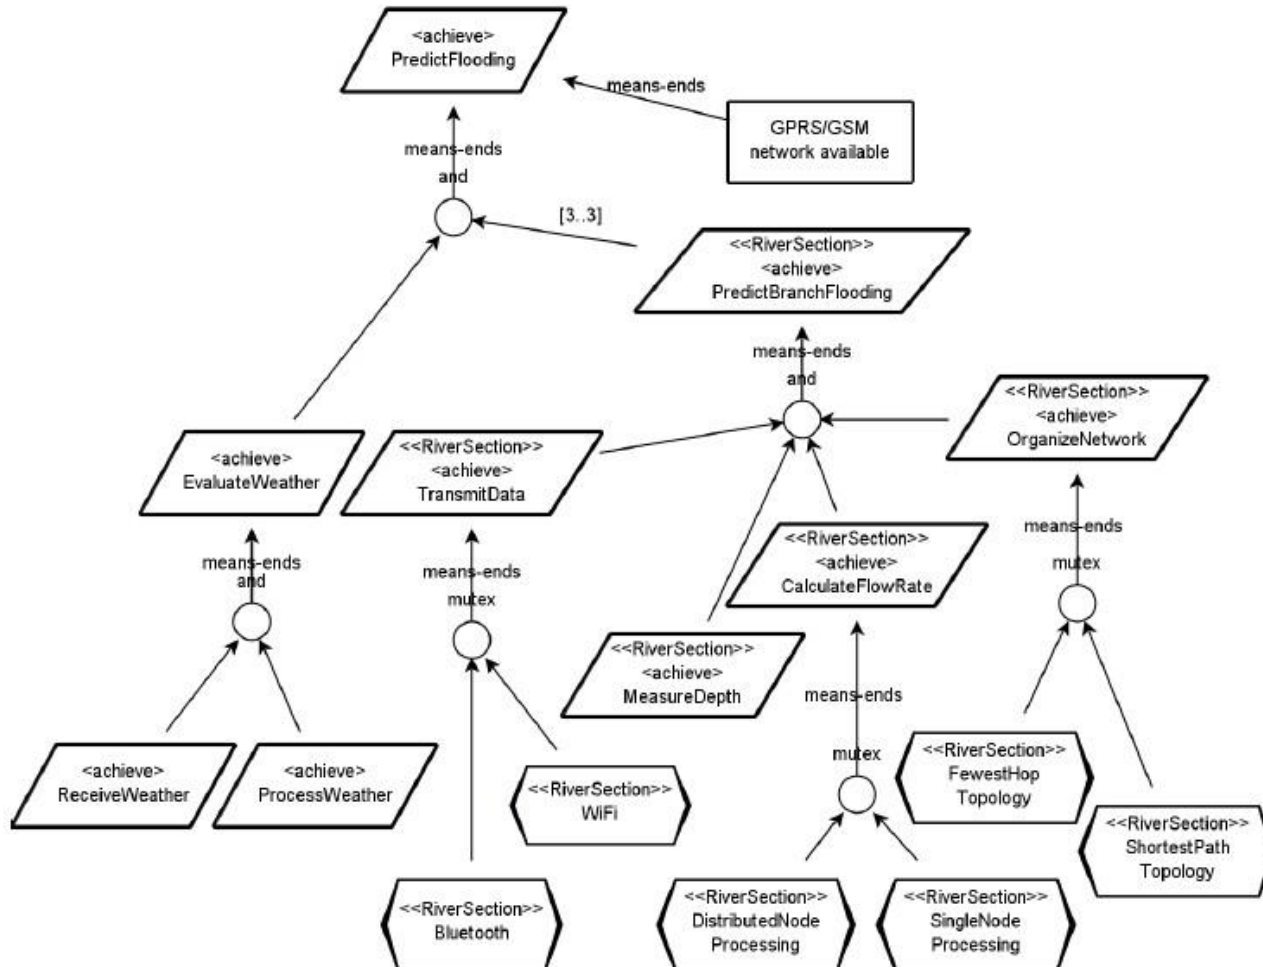 <achieve>
PredictFlooding
means-ends
GPRS/GSM
network available
means-ends
and
[3..3]
<<RiverSection>>
<achieve>
PredictBranchFlooding
means-ends
and
<<RiverSection>>
<achieve>
OrganizeNetwork
<achieve>
EvaluateWeather
<<RiverSection>>
<achieve>
TransmitData
means-ends
mutex
<<RiverSection>>
<achieve>
CalculateFlowRate
means-ends
and
means-ends
mutex
<<RiverSection>>
<achieve>
MeasureDepth
means-ends
mutex
<achieve>
ReceiveWeather
<achieve>
ProcessWeather
<<RiverSection>>
WiFi
<<RiverSection>>
FewestHop
Topology
<<RiverSection>>
ShortestPath
Topology
<<RiverSection>>
Bluetooth
<<RiverSection>>
DistributedNode
Processing
<<RiverSection>>
SingleNode
Processing